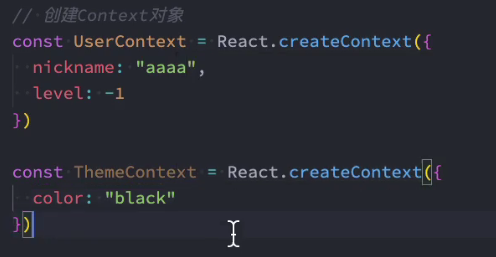 // 创建Context对象
const UserContext = React.createContext({
  nickname: "aaaa",
  level: -1
})

const ThemeContext = React.createContext({
  color: "black"
})